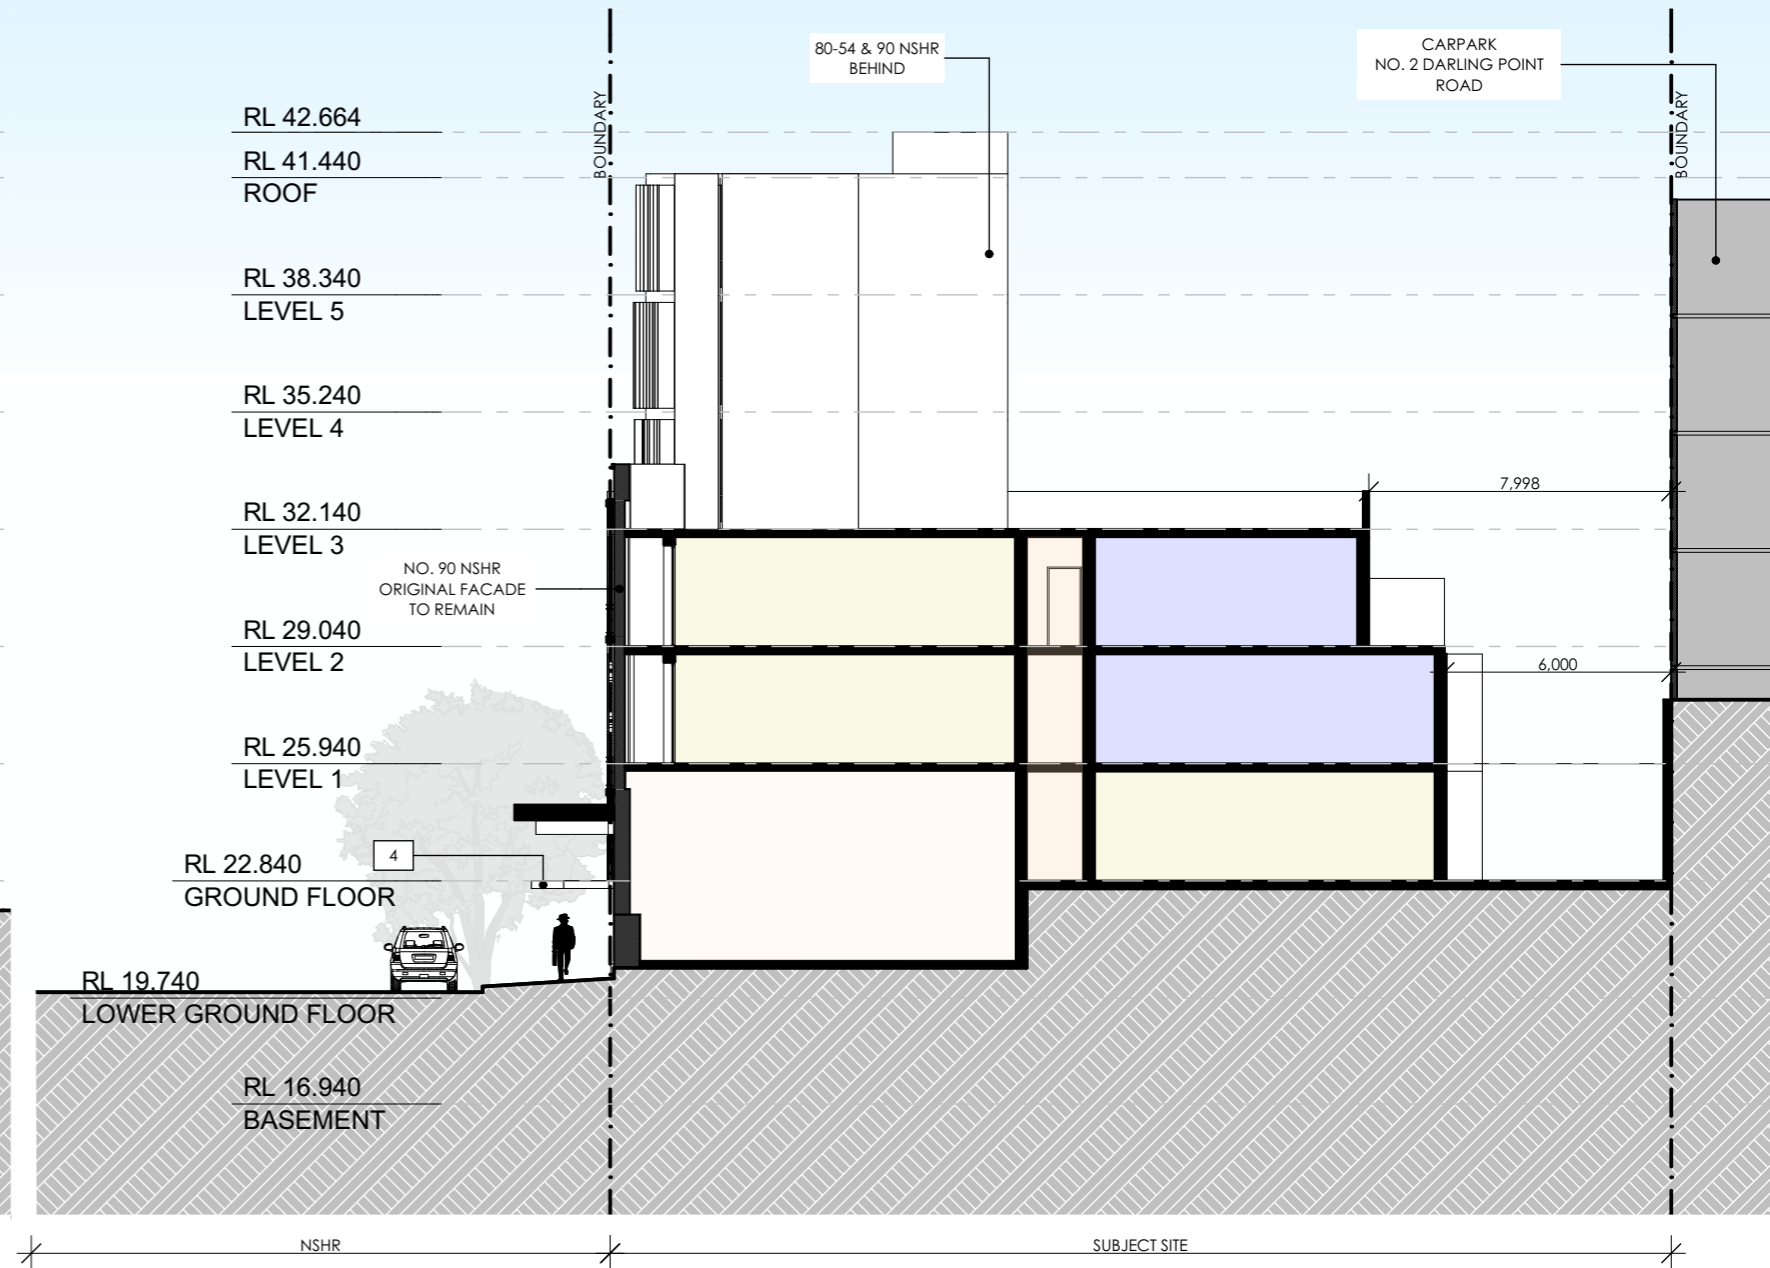 80-54 & 90 NSHR
BEHIND
CARPARK
NO. 2 DARLING POINT
ROAD
BOUNDARY
BOUNDARY
RL 42.664
RL 41.440
ROOF
RL 38.340
LEVEL 5
RL 35.240
LEVEL 4
7,998
RL 32.140
LEVEL 3
NO. 90 NSHR
ORIGINAL FACADE
TO REMAIN
RL 29.040
LEVEL 2
6,000
RL 25.940
LEVEL 1
4
RL 22.840
GROUND FLOOR
RL 19.740
LOWER GROUND FLOOR
RL 16.940
BASEMENT
NSHR
SUBJECT SITE